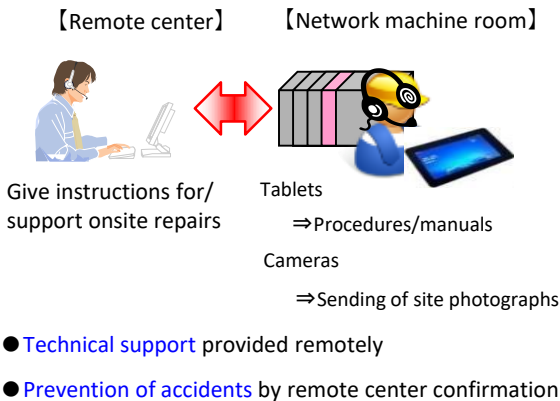 【Remote center】
【Network machine room】
Give instructions for/
support onsite repairs
Tablets
⇒Procedures/manuals
Cameras
⇒Sending of site photographs
●Technical support provided remotely
●Prevention of accidents by remote center confirmation